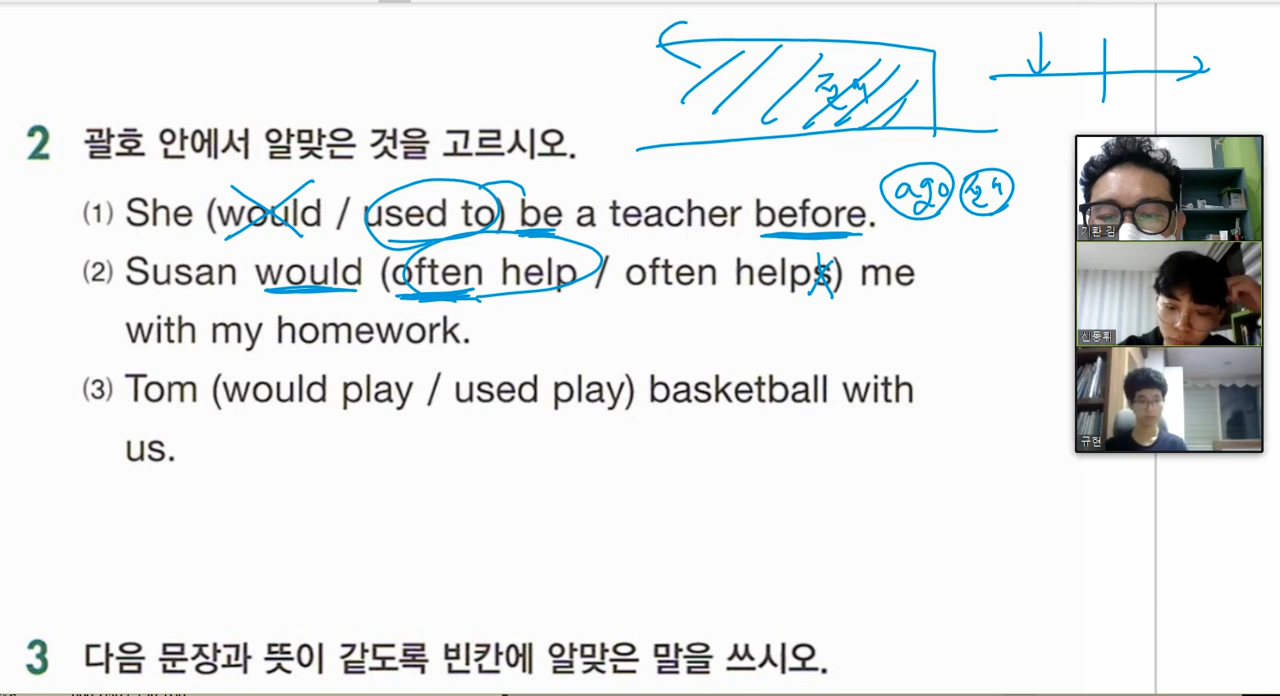 전에
2 괄호 안에서 알맞은 것을 고르시오.
(1) She (would / used to) be a teacher before.
ago 전에
(2) Susan would (often help / often helps) me
with my homework.
(3) Tom (would play / used play) basketball with
us.
기환 김
신동휘
규현
3 다음 문장과 뜻이 같도록 빈칸에 알맞은 말을 쓰시오.